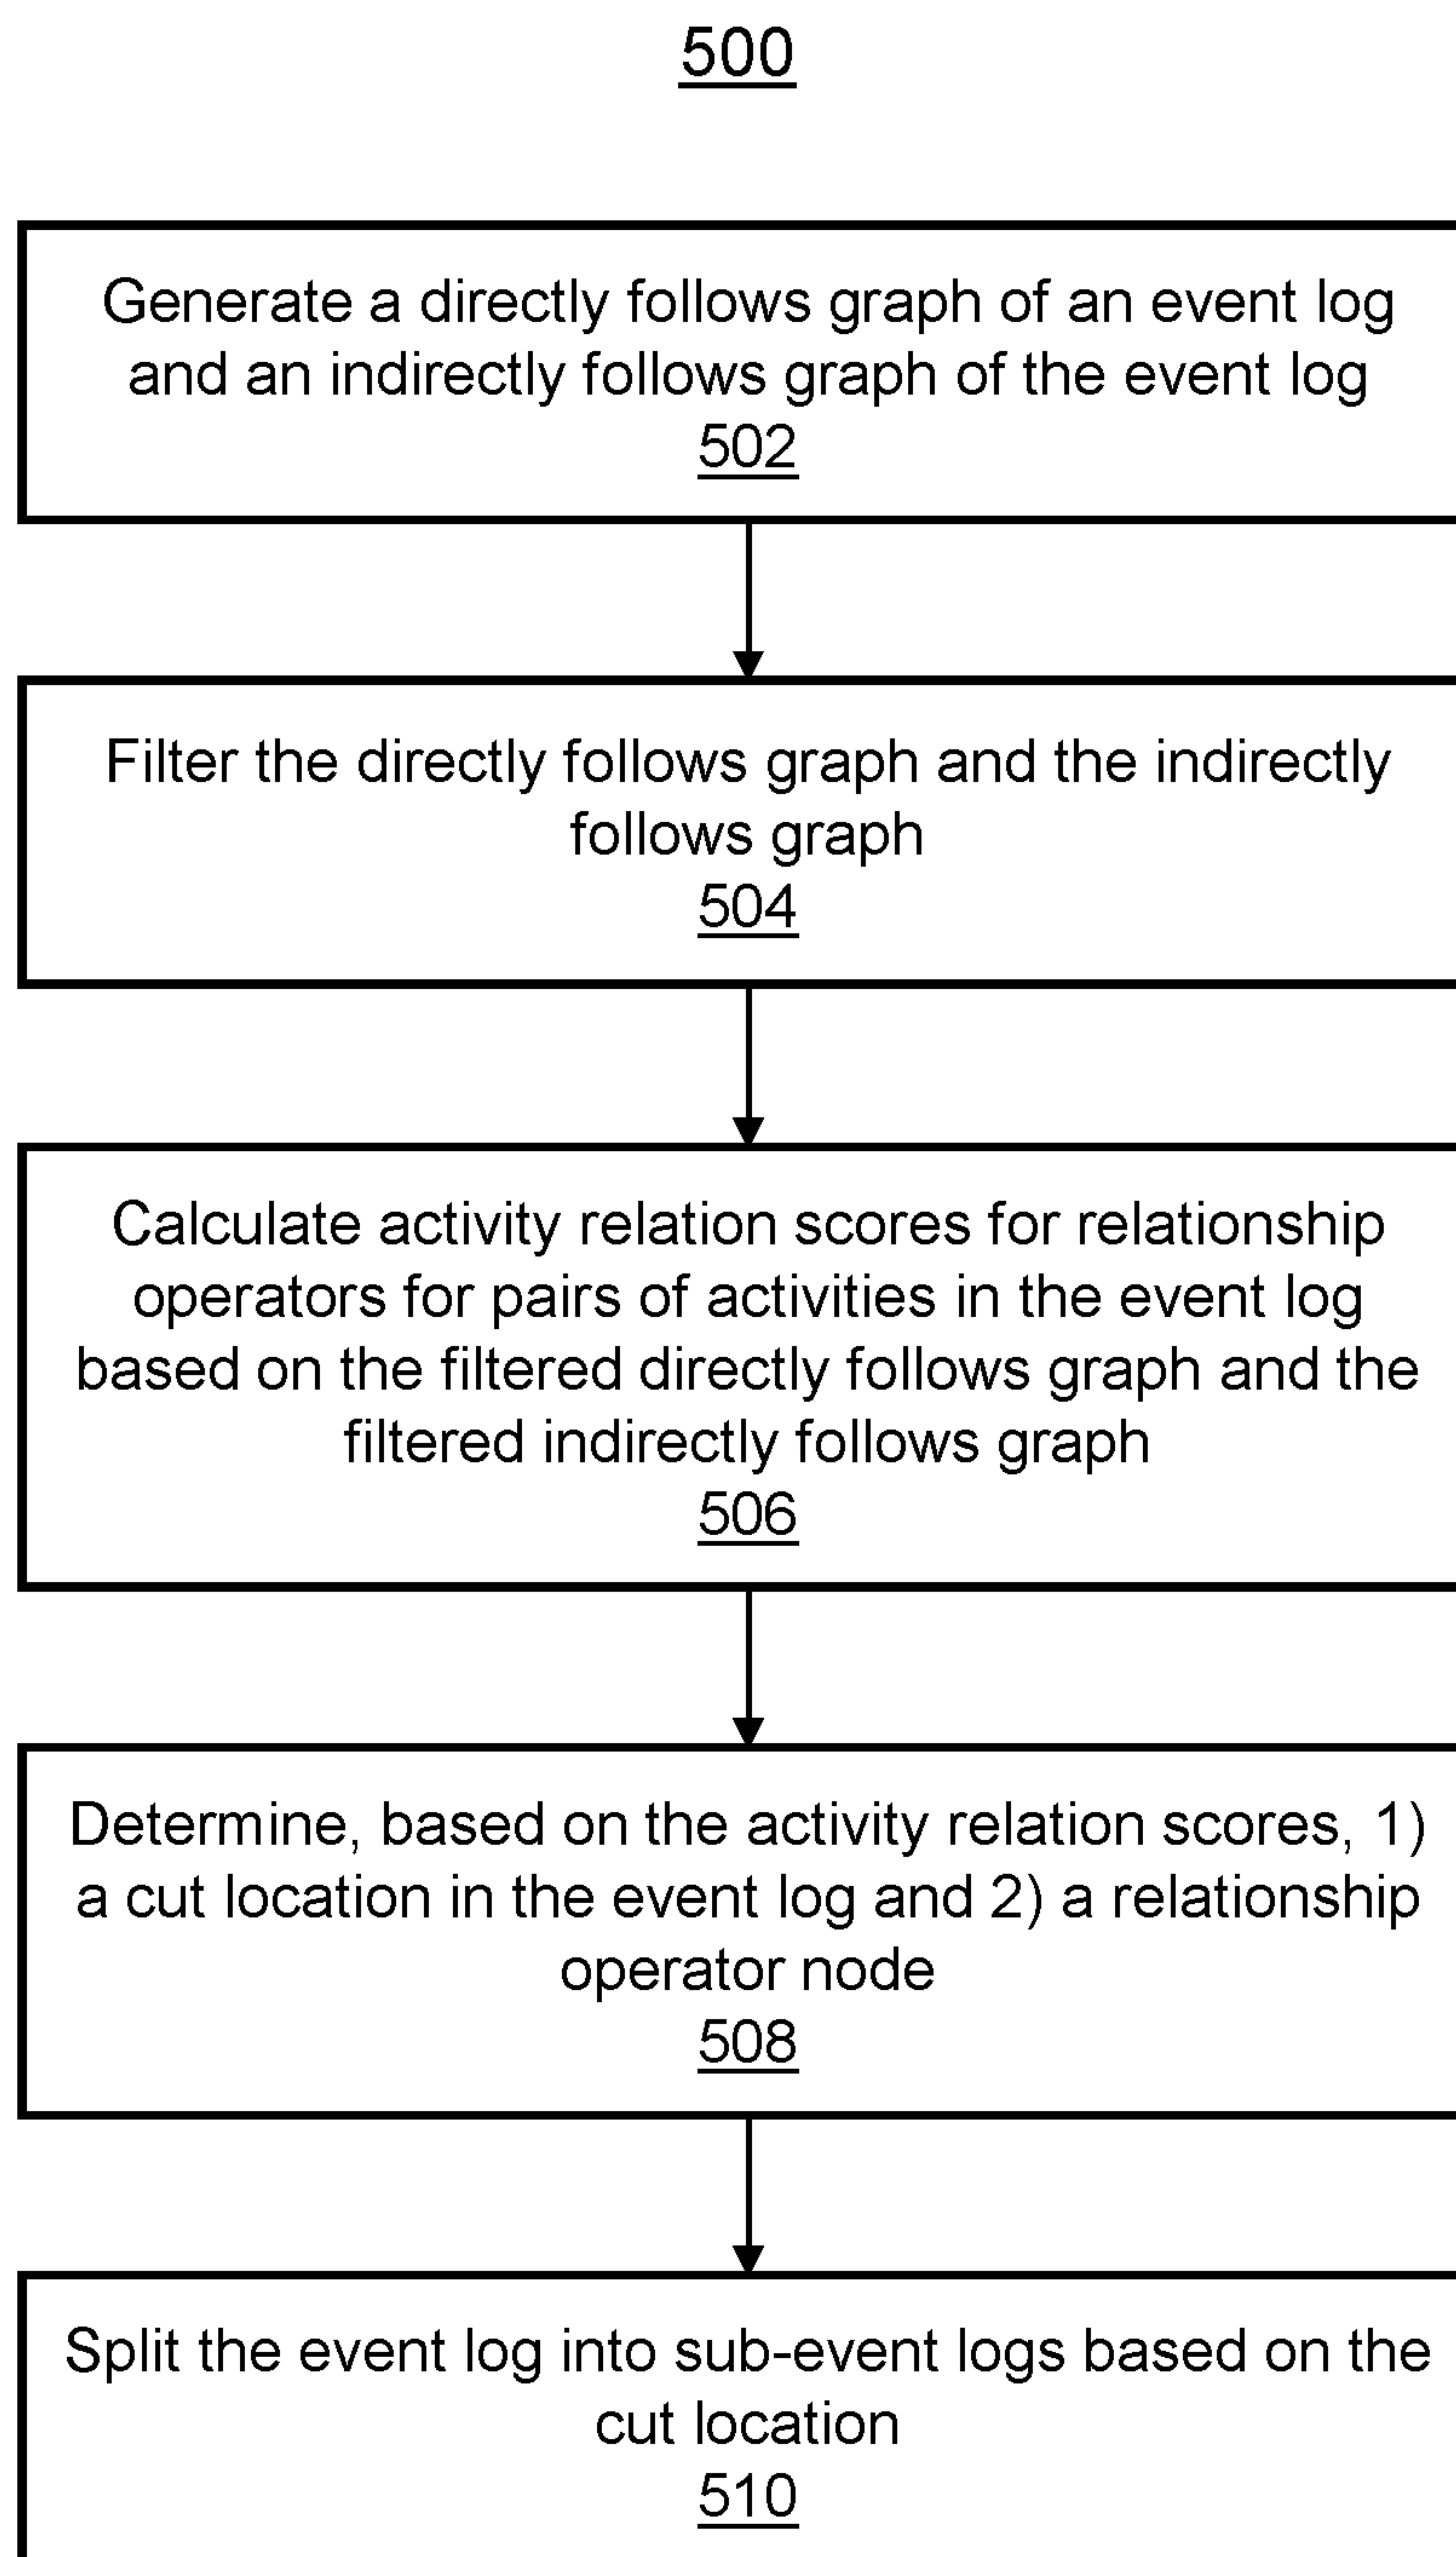 500
Generate a directly follows graph of an event log
and an indirectly follows graph of the event log
502
Filter the directly follows graph and the indirectly
follows graph
504
Calculate activity relation scores for relationship
operators for pairs of activities in the event log
based on the filtered directly follows graph and the
filtered indirectly follows graph
506
Determine, based on the activity relation scores, 1)
a cut location in the event log and 2) a relationship
operator node
508
Split the event log into sub-event logs based on the
cut location
510